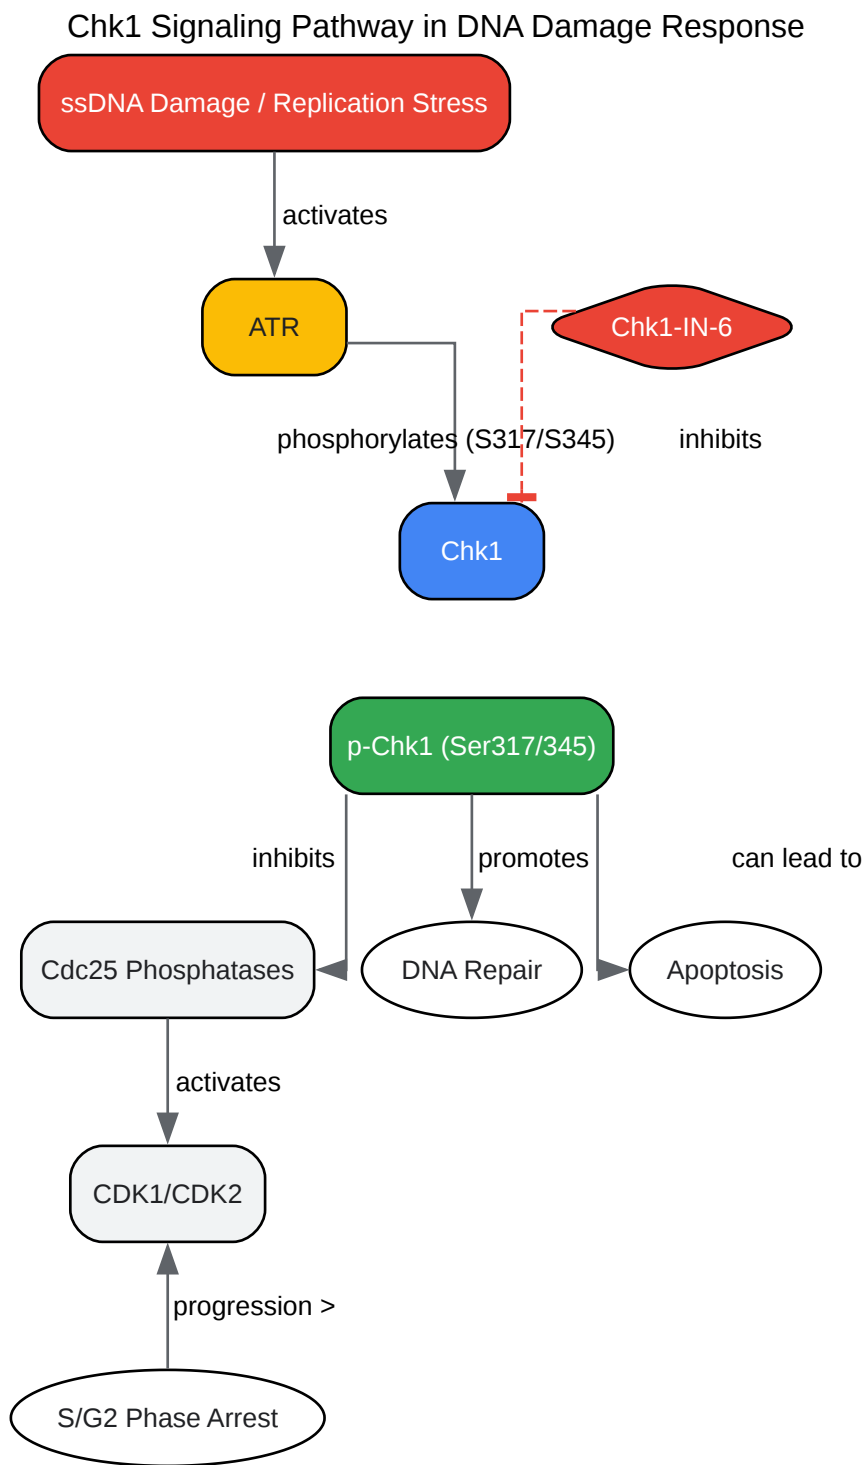 Chk1 Signaling Pathway in DNA Damage Response
ssDNA Damage / Replication Stress
activates
ATR
Chk1-IN-6
phosphorylates (S317/S345)
inhibits
Chk1
p-Chk1 (Ser317/345)
inhibits
promotes
can lead to
Cdc25 Phosphatases
DNA Repair
Apoptosis
activates
CDK1/CDK2
progression >
S/G2 Phase Arrest